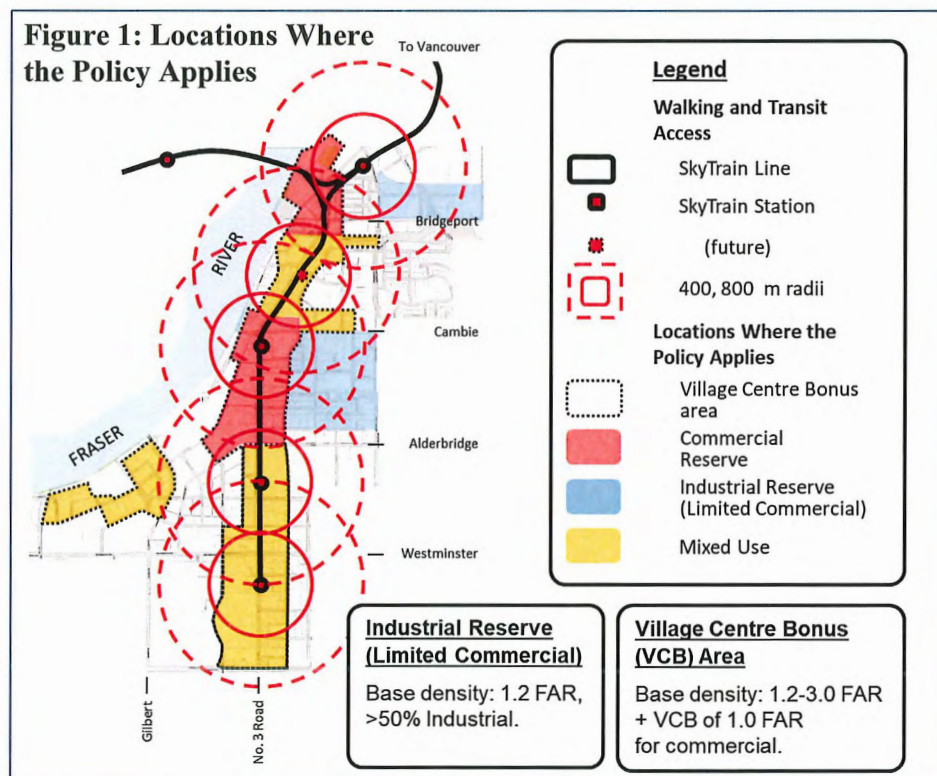 Figure 1: Locations Where
the Policy Applies
To Vancouver
RIVER
FRASER
Bridgeport
Cambie
Alderbridge
Westminster
Gilbert
No. 3 Road
Legend
Walking and Transit
Access
SkyTrain Line
SkyTrain Station
(future)
400, 800 m radii
Locations Where the
Policy Applies
Village Centre Bonus
area
Commercial
Reserve
Industrial Reserve
(Limited Commercial)
Mixed Use
Industrial Reserve
(Limited Commercial)
Base density: 1.2 FAR,
>50% Industrial.
Village Centre Bonus
(VCB) Area
Base density: 1.2-3.0 FAR
+ VCB of 1.0 FAR
for commercial.